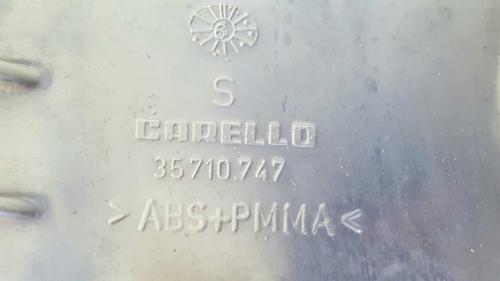 S
CARELLO
35710.747
>ABS+PMMA<